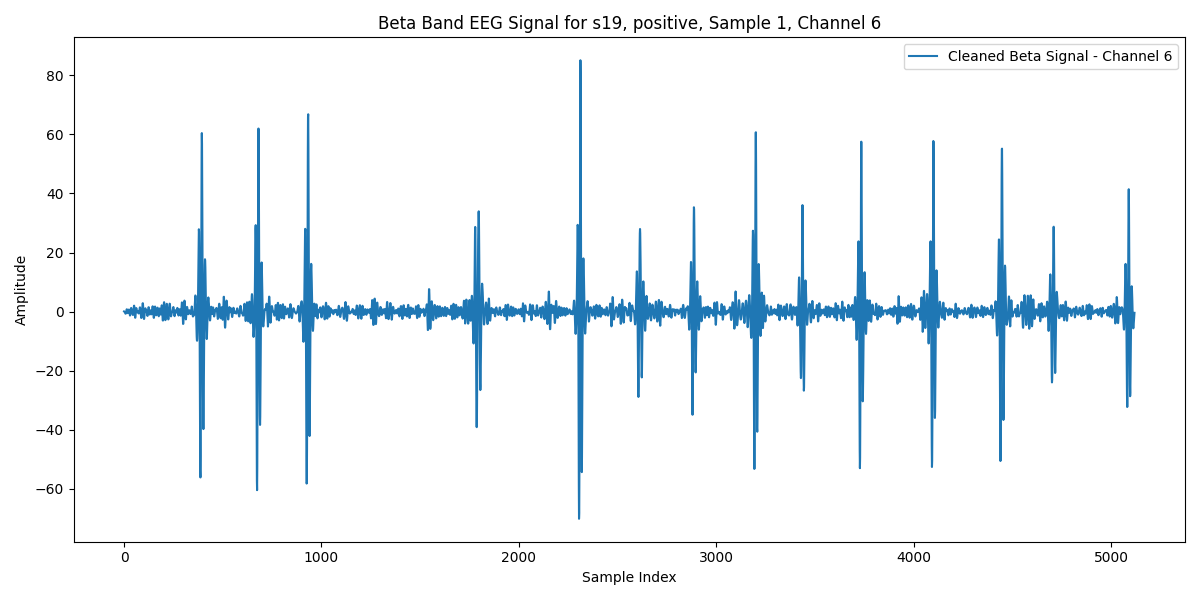 Beta Band EEG Signal for s19, positive, Sample 1, Channel 6
Cleaned Beta Signal - Channel 6
Amplitude
80
60
40
20
0
−20
−40
−60
0 1000 2000 3000 4000 5000
Sample Index